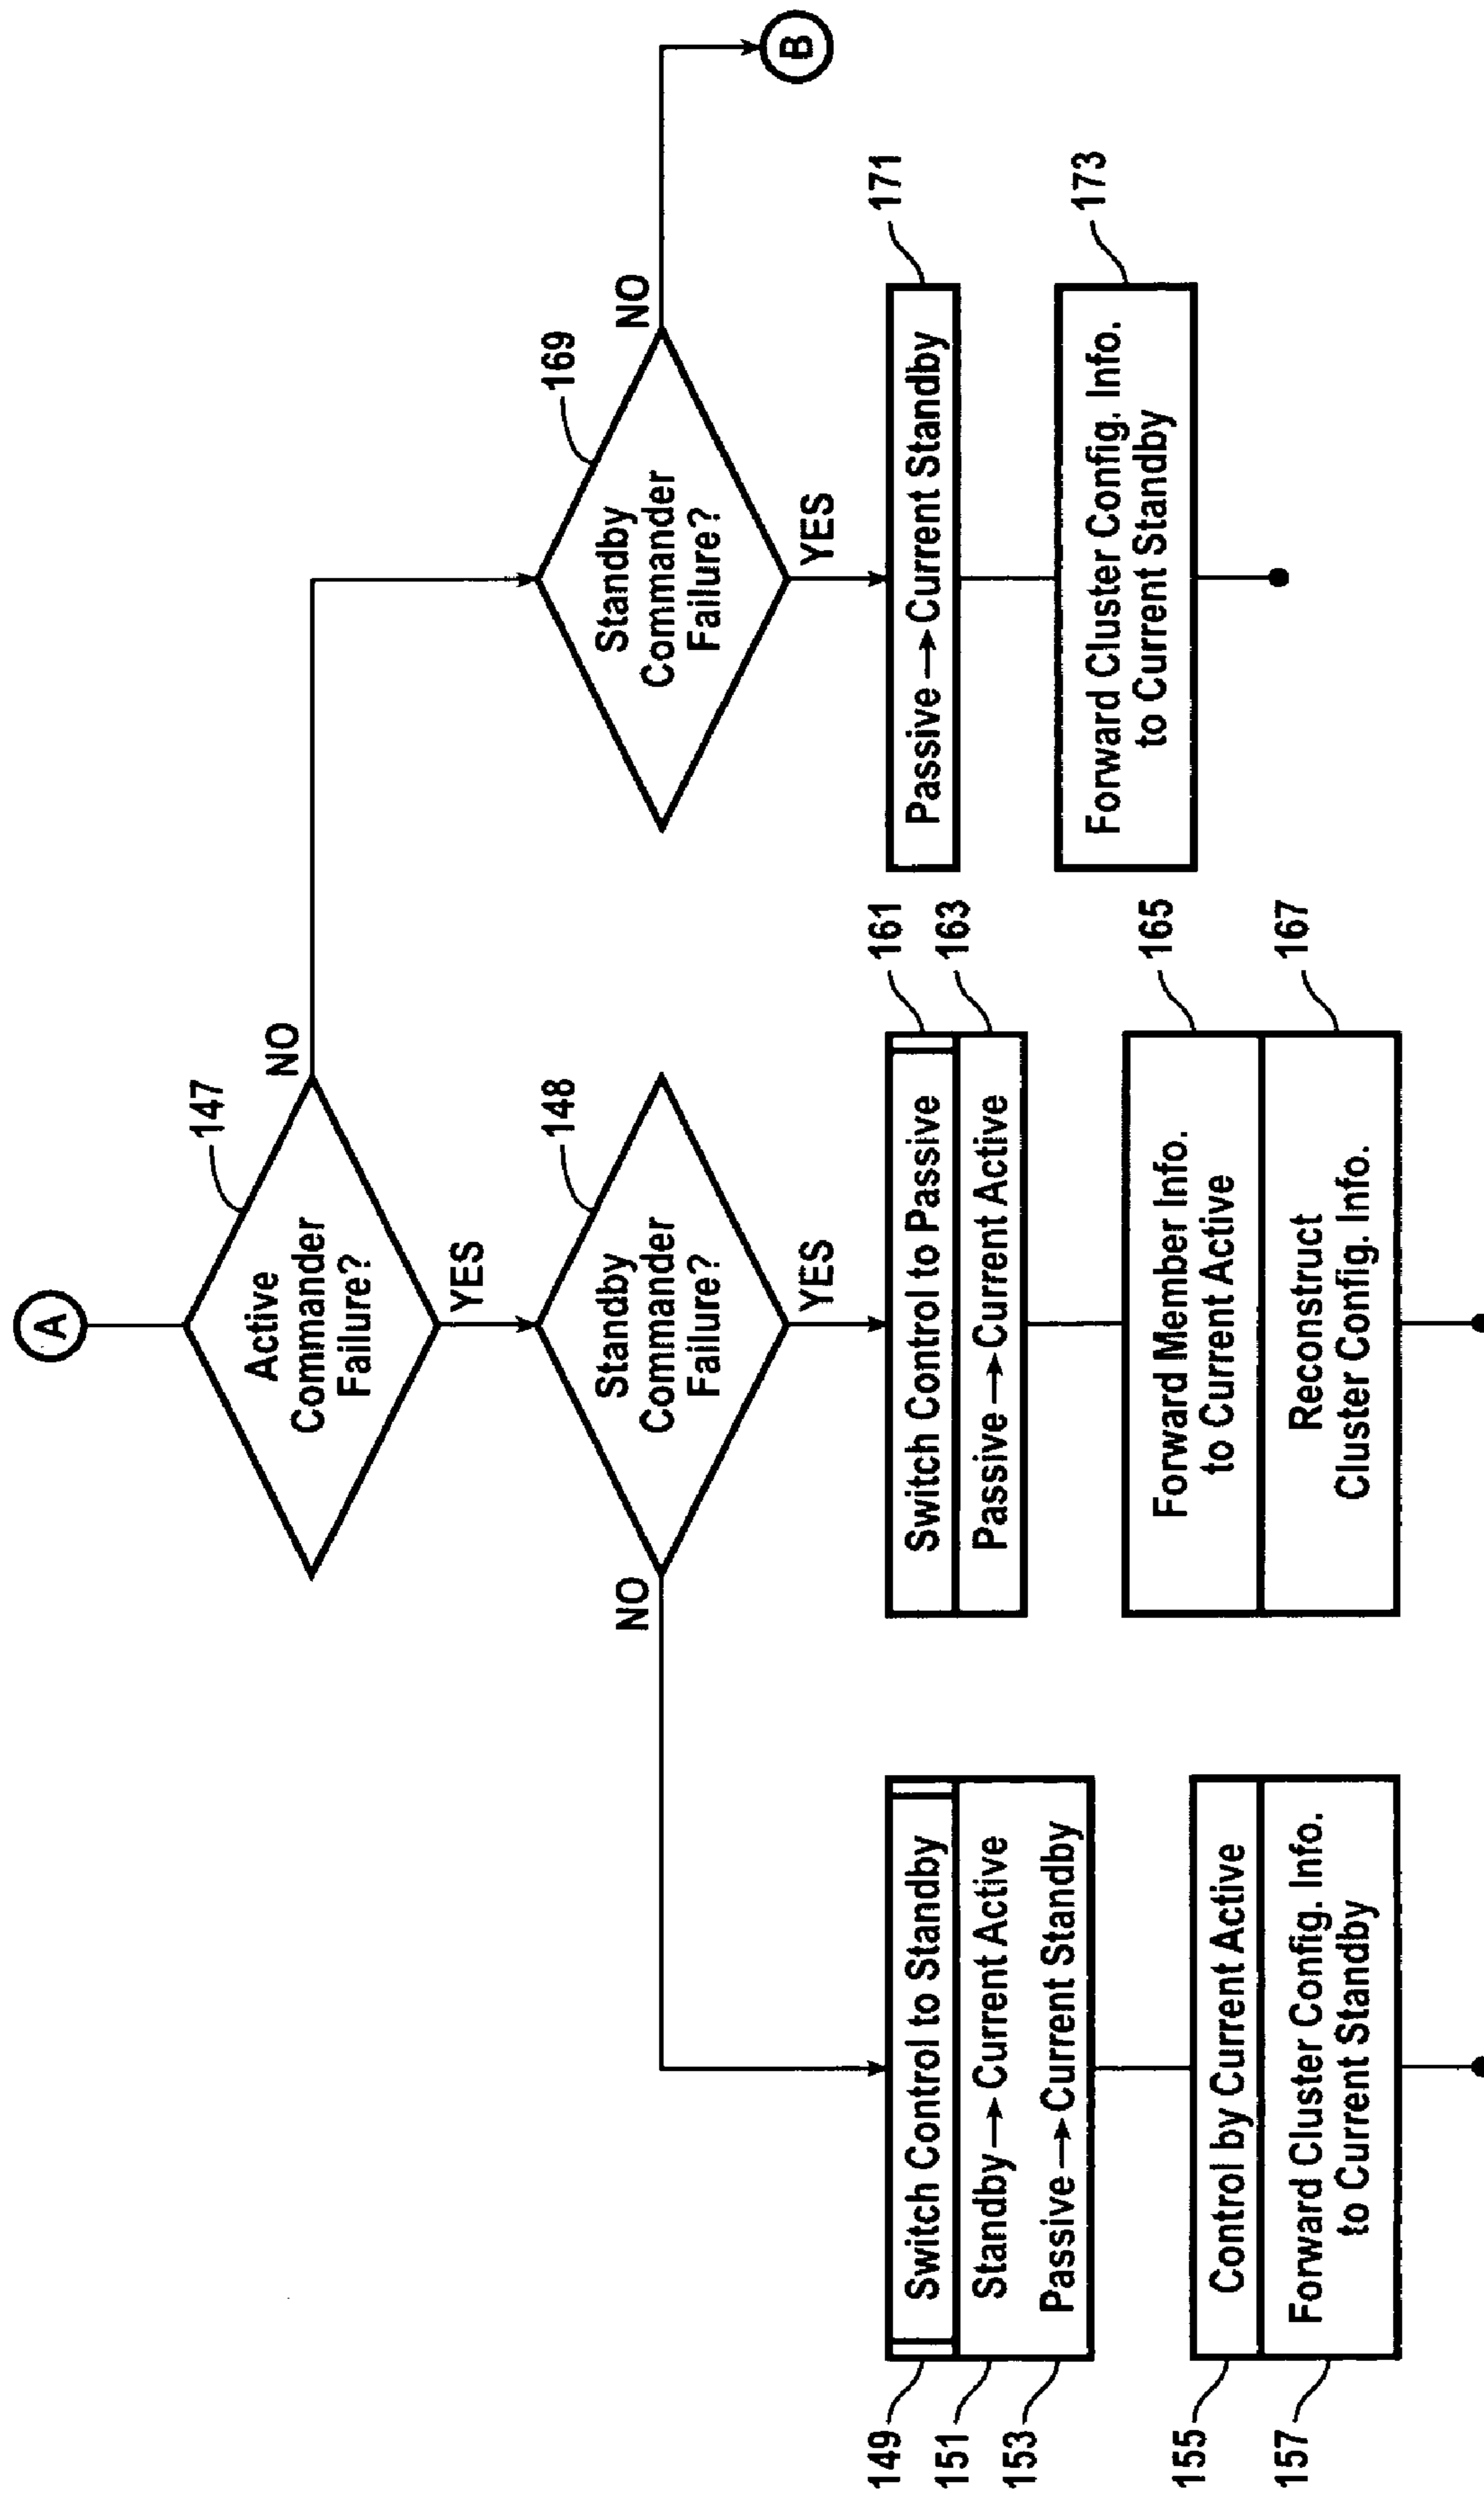 A
147
Active
Commander
Failure?
NO
YES
148
Standby
Commander
Failure?
NO
YES
169
Standby
Commander
Failure?
NO
YES
B
149
Switch Control to Standby
151
Standby → Current Active
153
Passive → Current Standby
155
Control by Current Active
157
Forward Cluster Config. Info.
to Current Standby
161
Switch Control to Passive
163
Passive → Current Active
165
Forward Member Info.
to Current Active
167
Reconstruct
Cluster Config. Info.
171
Passive → Current Standby
173
Forward Cluster Config. Info.
to Current Standby